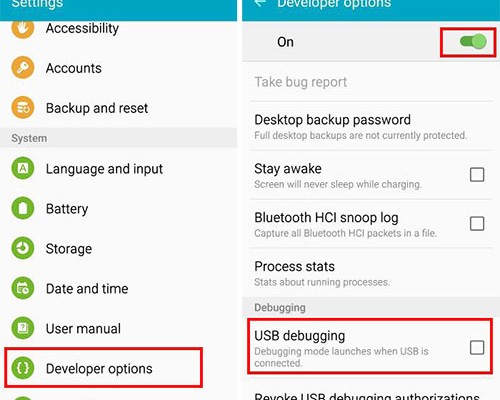 Settings
Accessibility
Accounts
Backup and reset
System
Language and input
Battery
Storage
Date and time
User manual
Developer options
Developer options
On
Take bug report
Desktop backup password
Full desktop backups are not currently protected.
Stay awake
Screen will never sleep while charging.
Bluetooth HCI snoop log
Capture all Bluetooth HCI packets in a file.
Process stats
Stats about running processes.
Debugging
USB debugging
Debugging mode launches when USB is
connected.
Revoke USB debugging authorizations